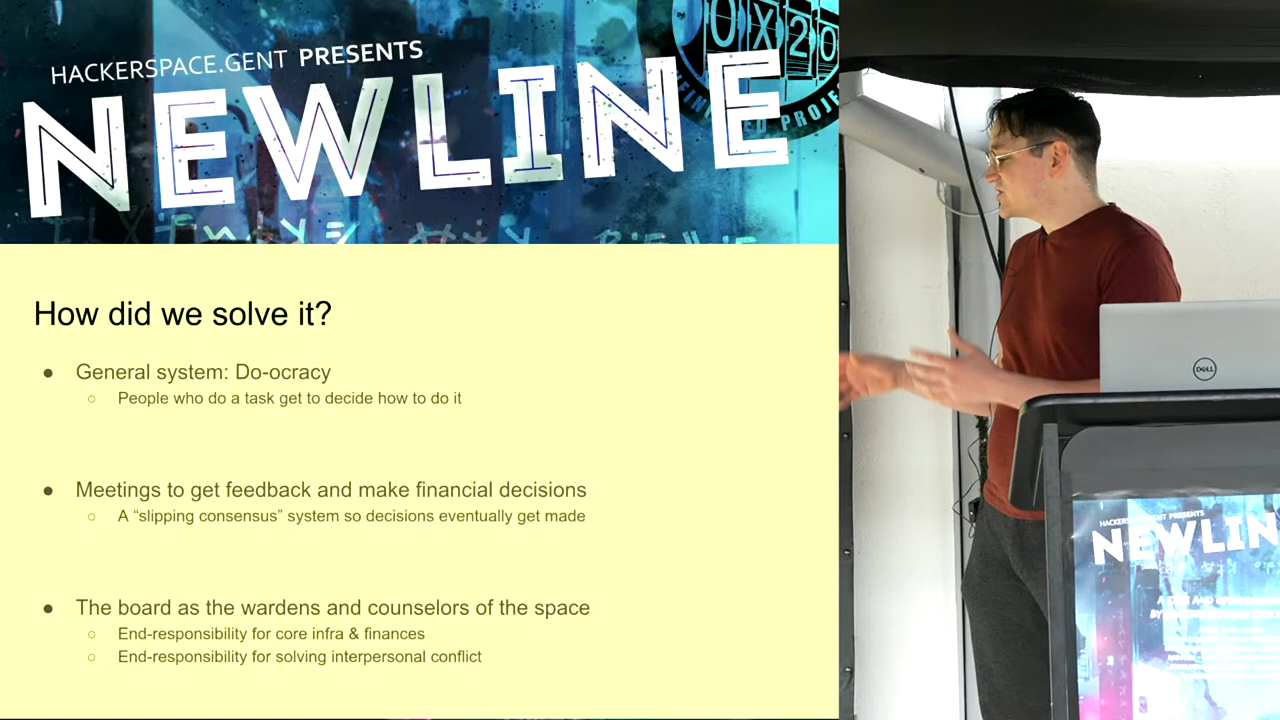 HACKERSPACE.GENT PRESENTS
NEWLINE
0X20
How did we solve it?
● General system: Do-ocracy
○ People who do a task get to decide how to do it
● Meetings to get feedback and make financial decisions
○ A “slipping consensus” system so decisions eventually get made
● The board as the wardens and counselors of the space
○ End-responsibility for core infra & finances
○ End-responsibility for solving interpersonal conflict
DELL
PRESENTS
NEWLIN